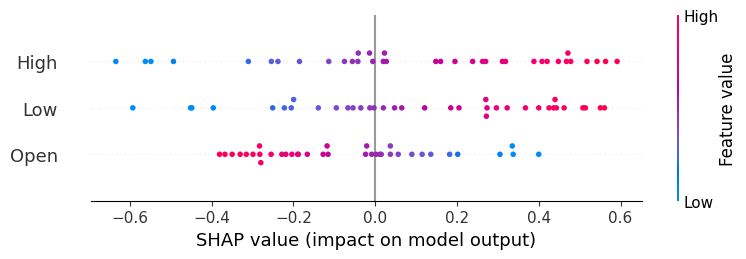 High
High
Low
Open
Feature value
Low
−0.6 −0.4 −0.2 0.0 0.2 0.4 0.6
SHAP value (impact on model output)